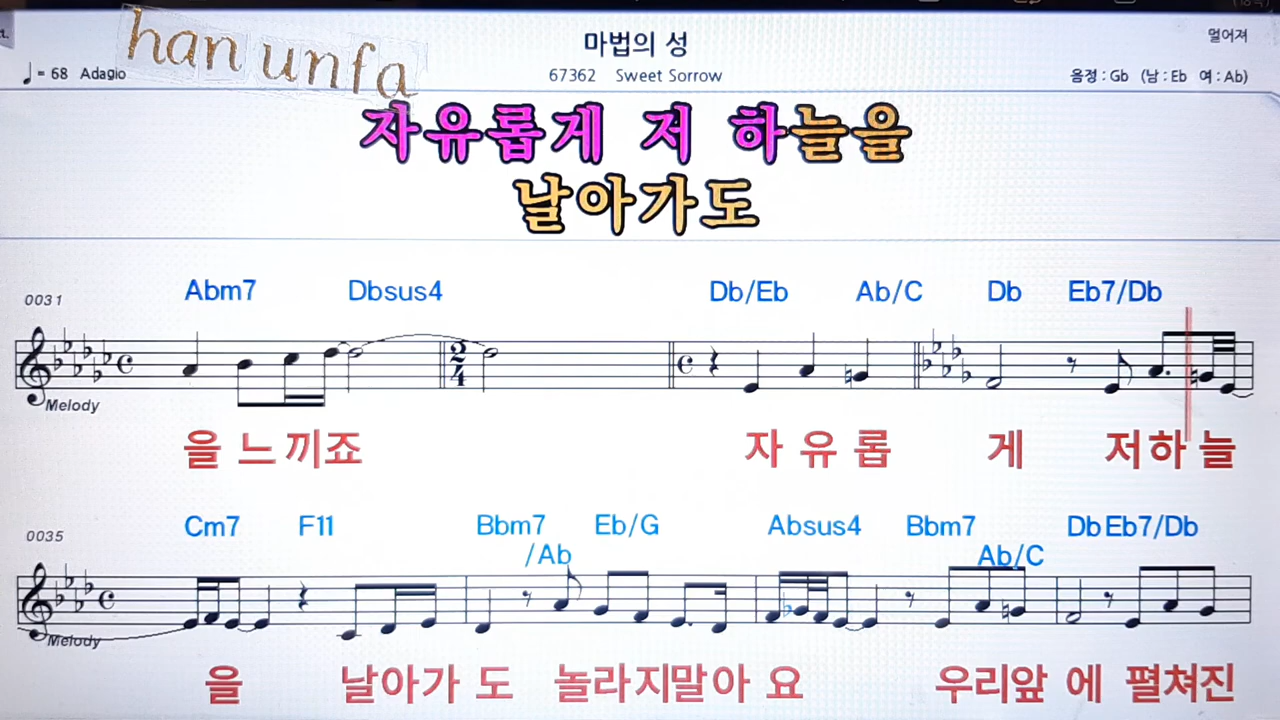 han unfa
마법의 성
멀어져
♩= 68 Adagio
67362 Sweet Sorrow
음정 : Gb (남 : Eb 여 : Ab)
자유롭게 저 하늘을
날아가도
0031
Abm7 Dbsus4 Db/Eb Ab/C Db Eb7/Db
2
4
Melody
을 느끼죠 자 유 롭 게 저하 늘
0035
Cm7 F11 Bbm7 Eb/G Absus4 Bbm7 Db Eb7/Db
/Ab Ab/C
Melody
을 날아가 도 놀라지말아 요 우리앞 에 펼쳐진